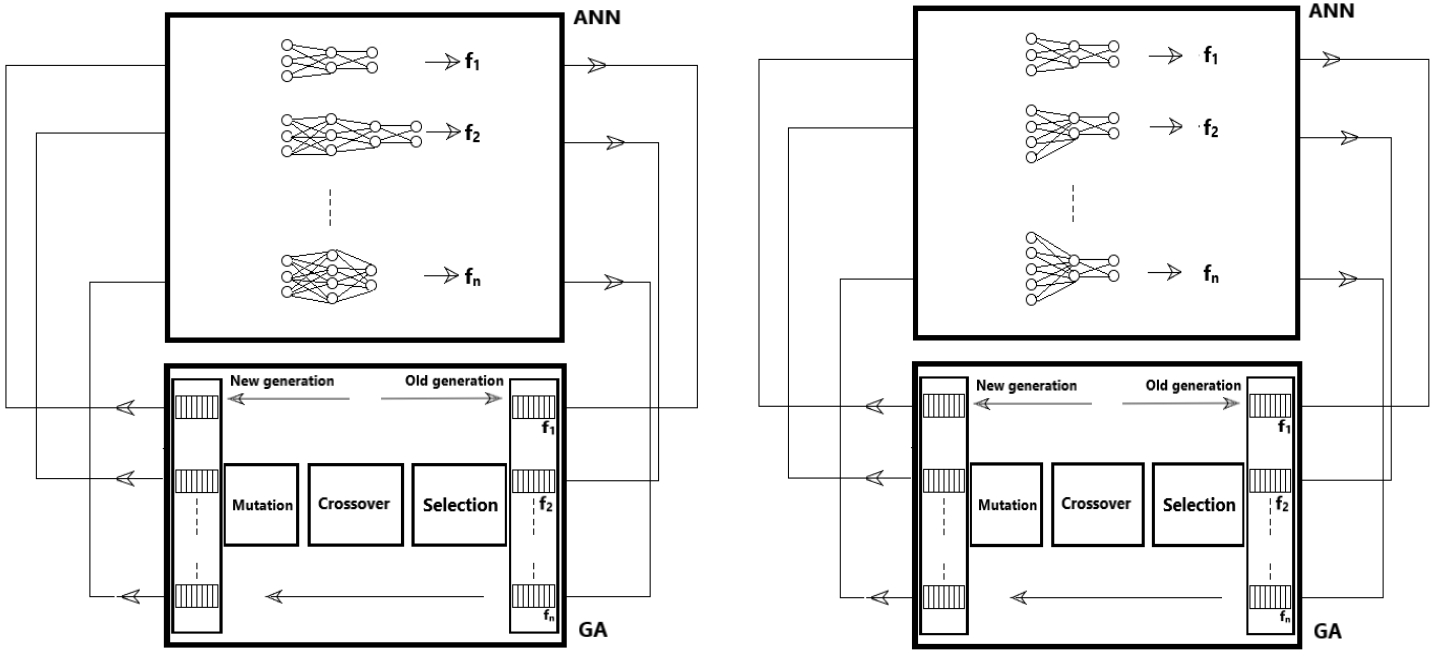 ANN
f1
f2
fn
New generation
Old generation
f1
f2
Mutation
Crossover
Selection
fn
GA
ANN
f1
f2
fn
New generation
Old generation
f1
f2
Mutation
Crossover
Selection
fn
GA